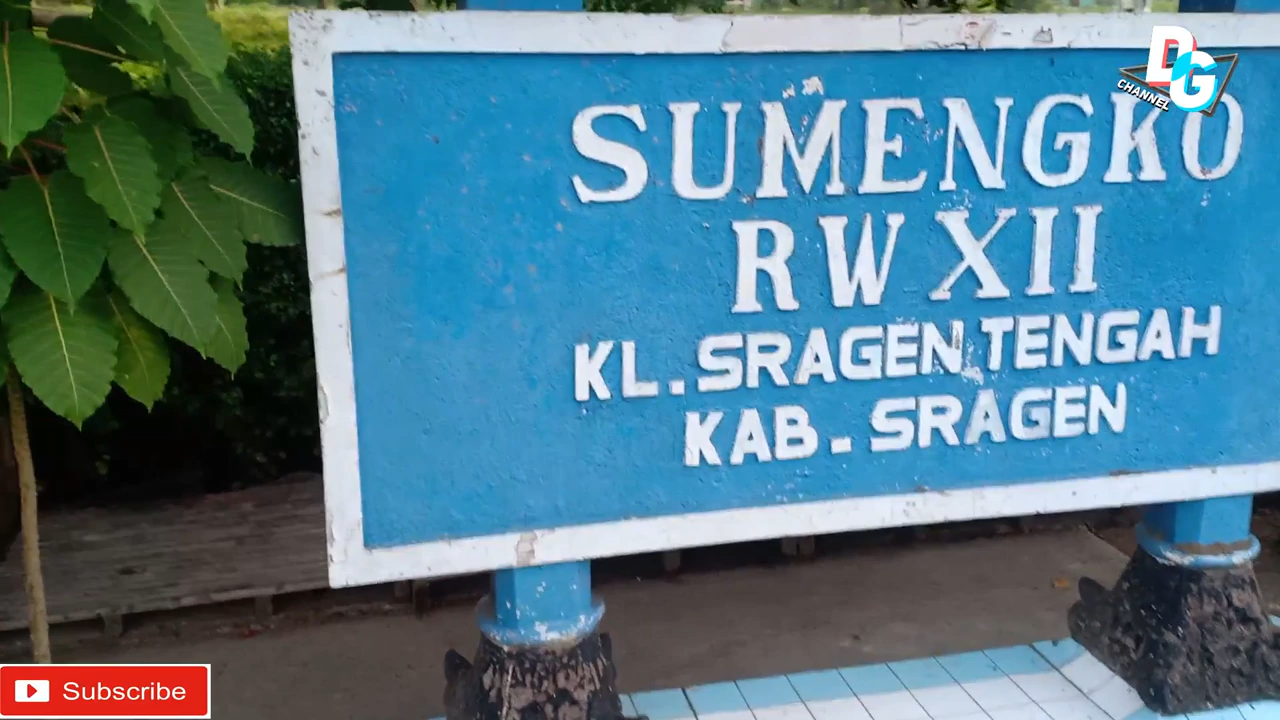 DG
CHANNEL
SUMENGKO
RW XII
KL. SRAGEN TENGAH
KAB. SRAGEN
Subscribe